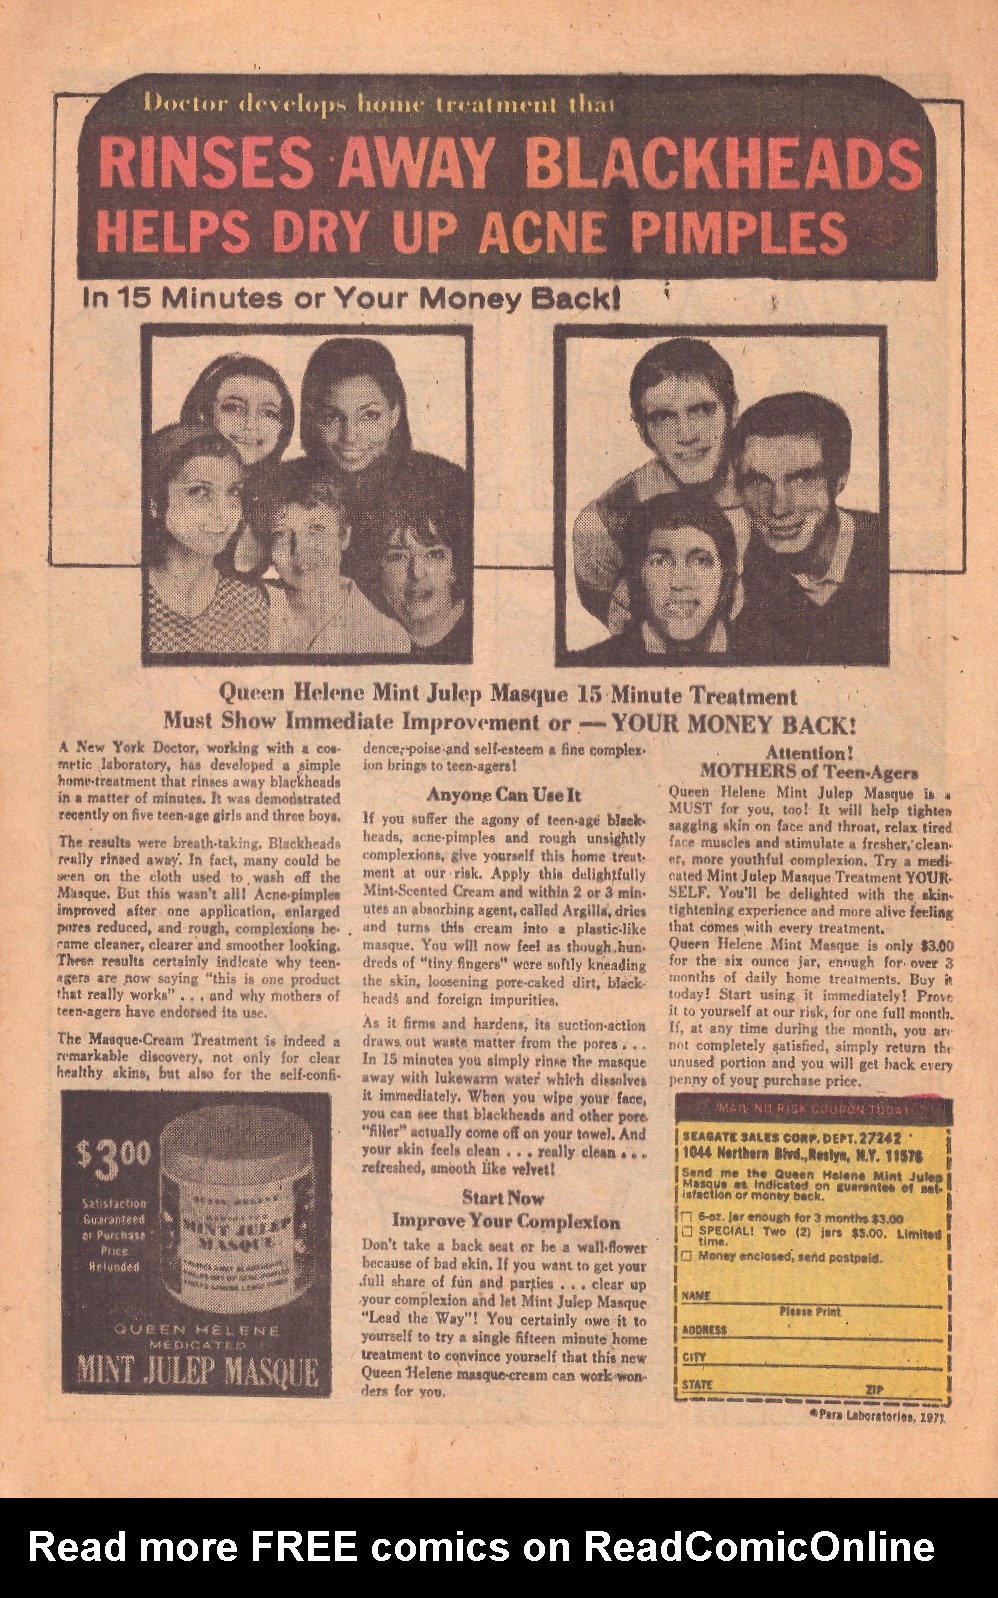 Doctor develops home treatment that
RINSES AWAY BLACKHEADS
HELPS DRY UP ACNE PIMPLES
In 15 Minutes or Your Money Back!
Queen Helene Mint Julep Masque 15 Minute Treatment
Must Show Immediate Improvement or — YOUR MONEY BACK!
A New York Doctor, working with a cos-
metic laboratory, has developed a simple
home-treatment that rinses away blackheads
in a matter of minutes. It was demonstrated
recently on five teen-age girls and three boys.
The results were breath-taking. Blackheads
really rinsed away. In fact, many could be
seen on the cloth used to wash off the
Masque. But this wasn't all! Acne-pimples
improved after one application, enlarged
pores reduced, and rough, complexions be-
came cleaner, clearer and smoother looking.
These results certainly indicate why teen-
agers are now saying "this is one product
that really works" . . . and why mothers of
teen-agers have endorsed its use.
The Masque-Cream Treatment is indeed a
remarkable discovery, not only for clear
healthy skins, but also for the self-confi-
$3.00
Satisfaction
Guaranteed
or Purchase
Price
Refunded
MINT JULEP
MASQUE
QUEEN HELENE
MEDICATED
MINT JULEP MASQUE
dence, poise and self-esteem a fine complex-
ion brings to teen-agers!
Anyone Can Use It
If you suffer the agony of teen-age black-
heads, acne-pimples and rough unsightly
complexions, give yourself this home treat-
ment at our risk. Apply this delightfully
Mint-Scented Cream and within 2 or 3 min-
utes an absorbing agent, called Argilla, dries
and turns this cream into a plastic-like
masque. You will now feel as though hun-
dreds of "tiny fingers" were softly kneading
the skin, loosening pore-caked dirt, black-
heads and foreign impurities.
As it firms and hardens, its suction-action
draws out waste matter from the pores . . .
In 15 minutes you simply rinse the masque
away with lukewarm water which dissolves
it immediately. When you wipe your face,
you can see that blackheads and other pore
"filler" actually come off on your towel. And
your skin feels clean . . . really clean . . .
refreshed, smooth like velvet!
Start Now
Improve Your Complexion
Don't take a back seat or be a wall-flower
because of bad skin. If you want to get your
full share of fun and parties . . . clear up
your complexion and let Mint Julep Masque
"Lead the Way"! You certainly owe it to
yourself to try a single fifteen minute home
treatment to convince yourself that this new
Queen Helene masque-cream can work won-
ders for you.
Attention!
MOTHERS of Teen-Agers
Queen Helene Mint Julep Masque is a
MUST for you, too! It will help tighten
sagging skin on face and throat, relax tired
face muscles and stimulate a fresher, clean-
er, more youthful complexion. Try a medi-
cated Mint Julep Masque Treatment YOUR-
SELF. You'll be delighted with the skin-
tightening experience and more alive feeling
that comes with every treatment.
Queen Helene Mint Masque is only $3.00
for the six ounce jar, enough for over 3
months of daily home treatments. Buy it
today! Start using it immediately! Prove
it to yourself at our risk, for one full month.
If, at any time during the month, you are
not completely satisfied, simply return the
unused portion and you will get back every
penny of your purchase price.
MAIL NO RISK COUPON TODAY
SEAGATE SALES CORP. DEPT. 27242
1044 Northern Blvd., Roslyn, N.Y. 11576
Send me the Queen Helene Mint Julep
Masque as indicated on guarantee of sat-
isfaction or money back.
6-oz. jar enough for 3 months $3.00
SPECIAL! Two (2) jars $5.00. Limited
time.
Money enclosed, send postpaid.
NAME
Please Print
ADDRESS
CITY
STATE ZIP
©Para Laboratories, 1971
Read more FREE comics on ReadComicOnline